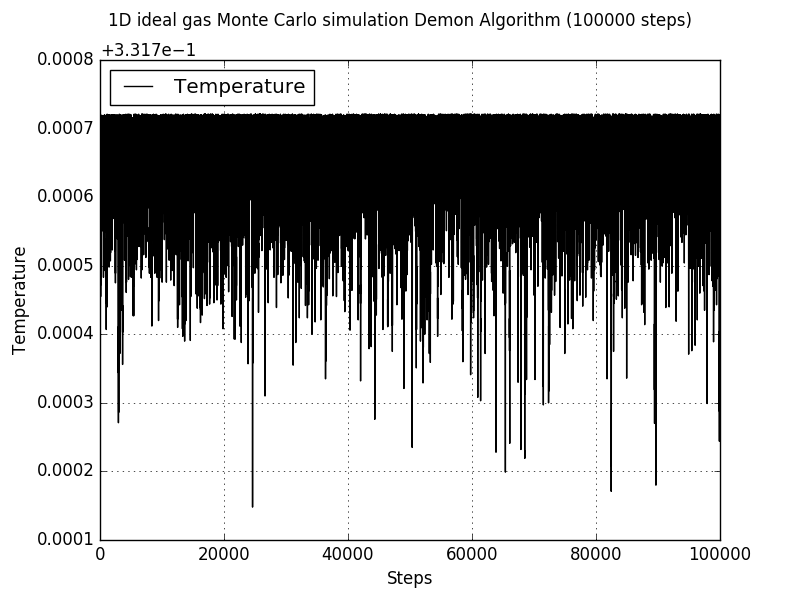 1D ideal gas Monte Carlo simulation Demon Algorithm (100000 steps)
+3.317e−1
0.0008
Temperature
0.0007
0.0006
0.0005
0.0004
0.0003
0.0002
0.0001
Temperature
0 20000 40000 60000 80000 100000
Steps